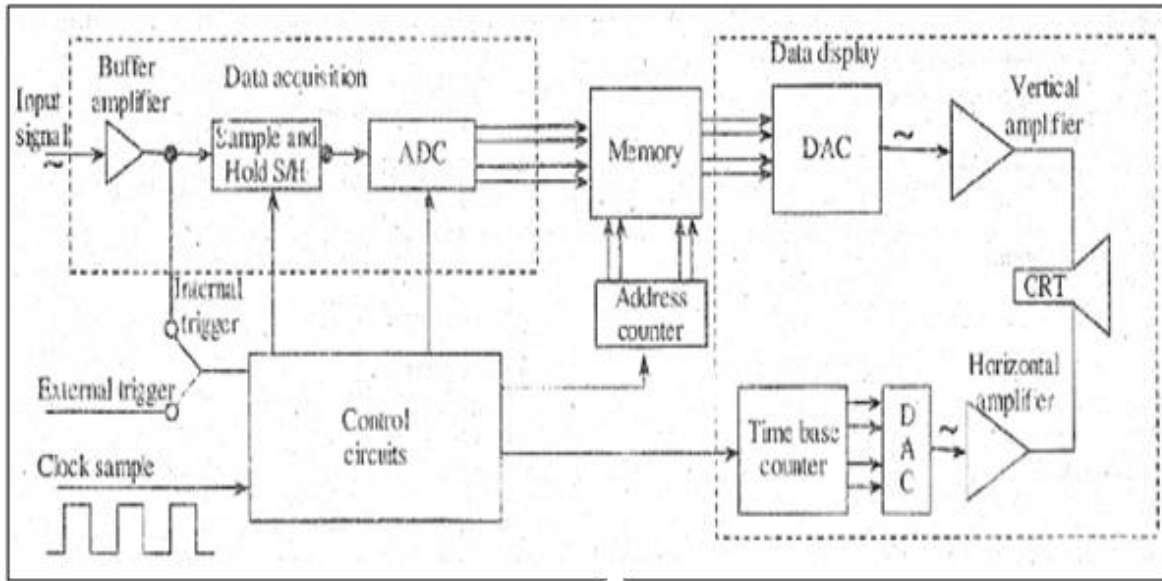 Input
signal
Buffer
amplifier
Data acquisition
Sample and
Hold S/H
ADC
Memory
Data display
DAC
Vertical
amplifier
Internal
trigger
Address
counter
CRT
External trigger
Clock sample
Control
circuits
Time base
counter
D
A
C
Horizontal
amplifier